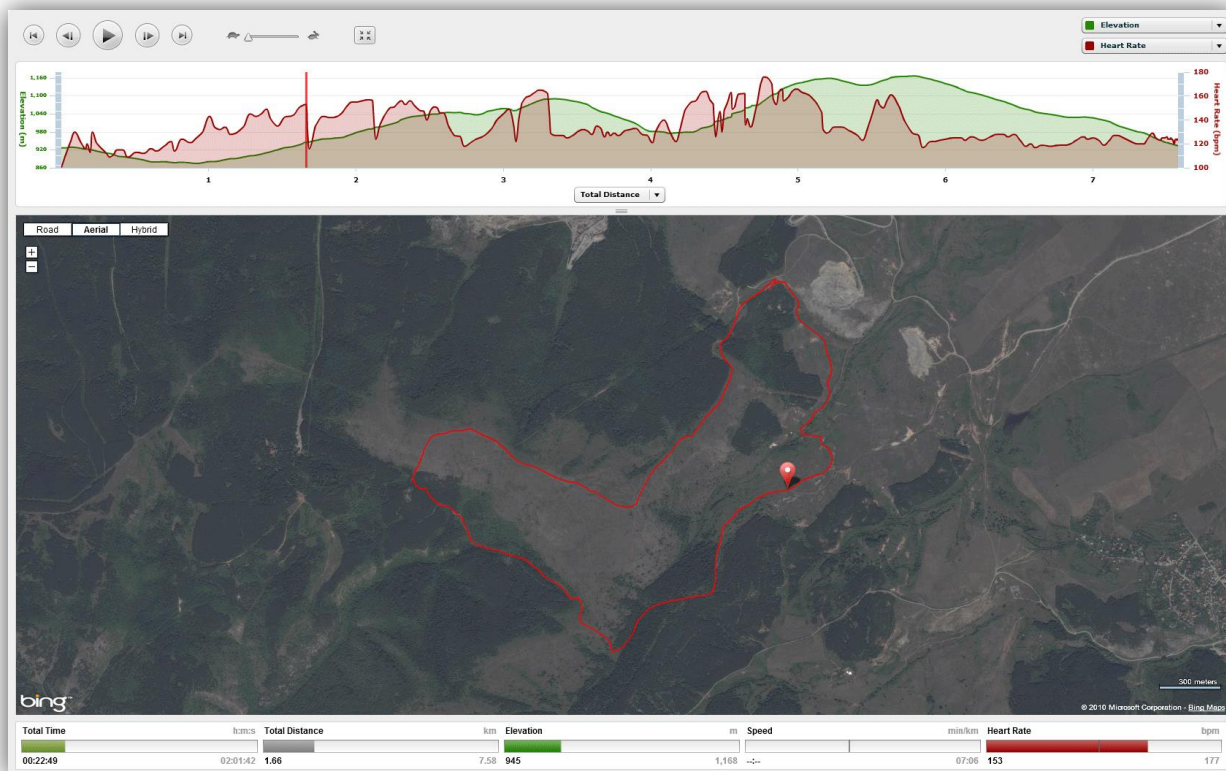 Elevation
Heart Rate
1,160
1,100
1,040
980
920
860
Elevation (m)
180
160
140
120
100
Heart Rate (bpm)
1 2 3 4 5 6 7
Total Distance
Road Aerial Hybrid
+
−
300 meters
bing™
© 2010 Microsoft Corporation - Bing Maps
Total Time h:m:s Total Distance km Elevation m Speed min/km Heart Rate bpm
00:22:49 02:01:42 1.66 7.58 945 1,168 --:-- 07:06 153 177